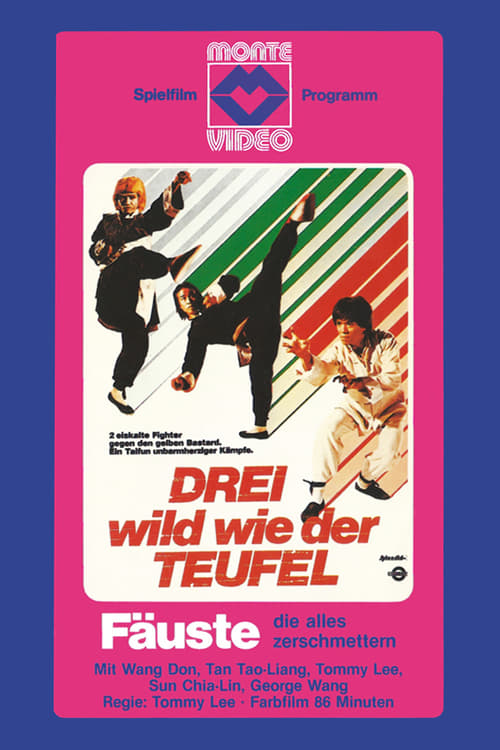 MONTE
Spielfilm Programm
VIDEO
2 eiskalte Fighter
gegen den gelben Bastard.
Ein Taifun unbarmherziger Kämpfe.
DREI
wild wie der
TEUFEL
Fäuste die alles
zerschmettern
Mit Wang Don, Tan Tao-Liang, Tommy Lee,
Sun Chia-Lin, George Wang
Regie: Tommy Lee · Farbfilm 86 Minuten